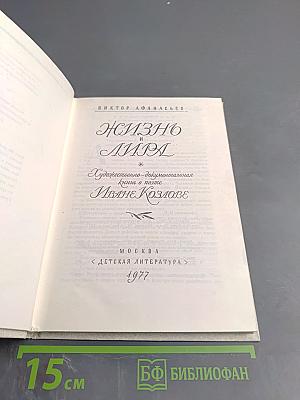 ВИКТОР АФАНАСЬЕВ
ЖИЗНЬ
и
ЛИРА
*
Художественно-документальная
книга о поэте
ИВАНЕ КОЗЛОВЕ
МОСКВА
«ДЕТСКАЯ ЛИТЕРАТУРА»
1977
15 см
БФ БИБЛИОФАН